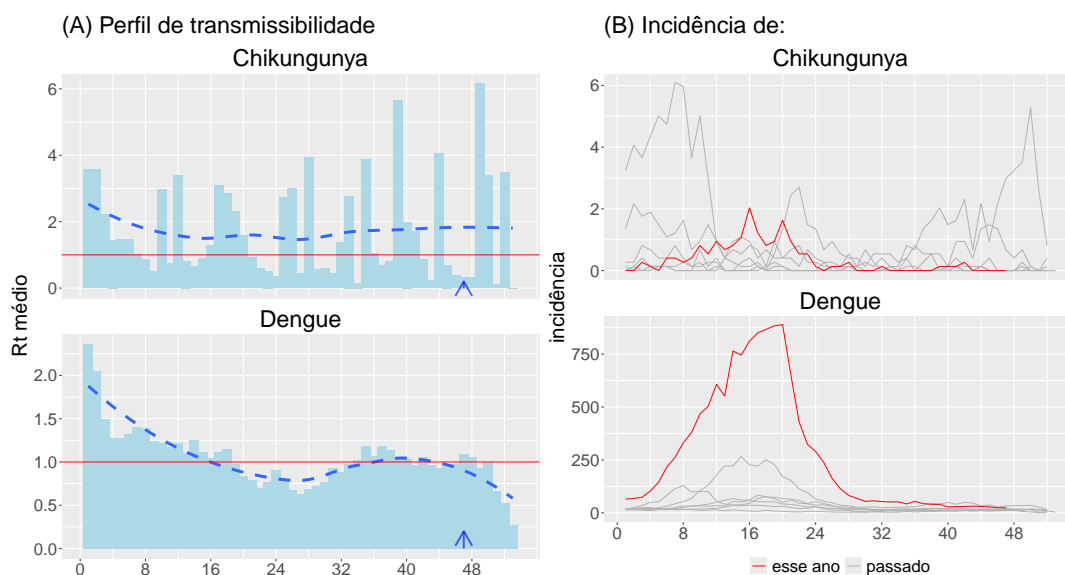 (A) Perfil de transmissibilidade
Chikungunya
6
4
2
0
Dengue
2.0
1.5
1.0
0.5
0.0
0 8 16 24 32 40 48
Rt médio
(B) Incidência de:
Chikungunya
6
4
2
0
Dengue
750
500
250
0
0 8 16 24 32 40 48
incidência
esse ano passado